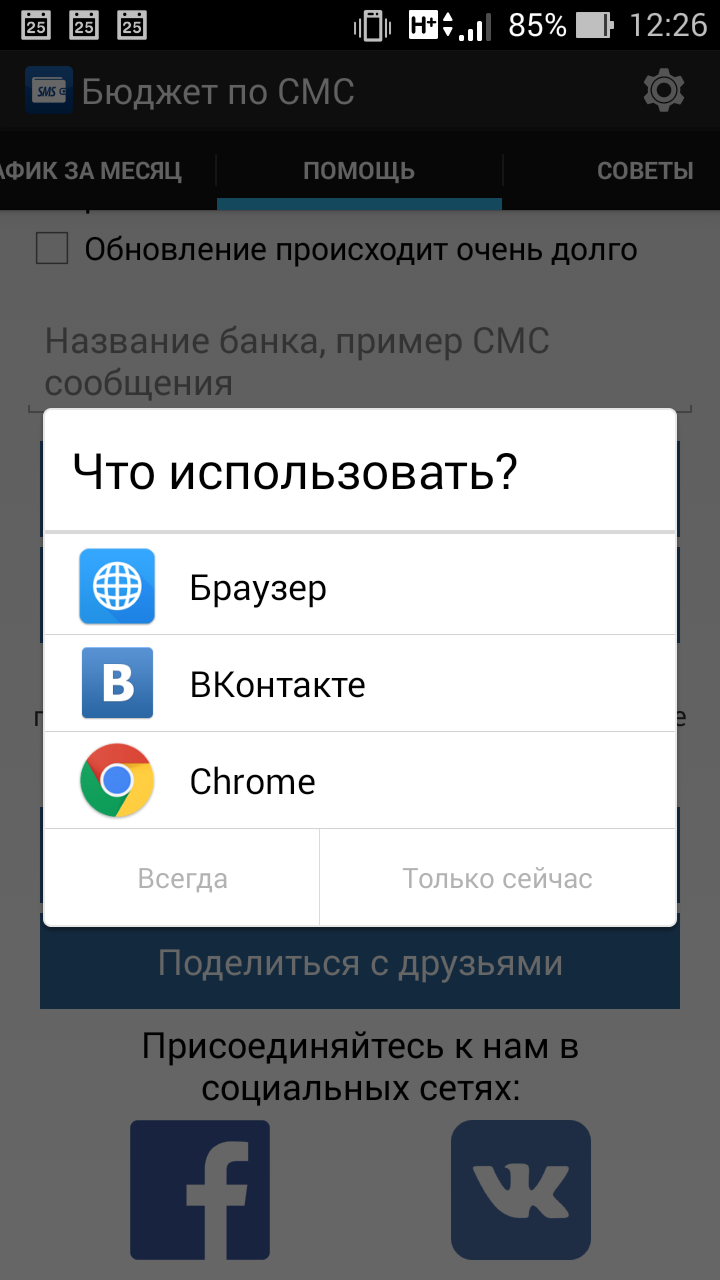 25 25 25 H+ 85% 12:26
SMS Бюджет по СМС
АФИК ЗА МЕСЯЦ ПОМОЩЬ СОВЕТЫ
Обновление происходит очень долго
Название банка, пример СМС
сообщения
Что использовать?
Браузер
В ВКонтакте
Chrome
Всегда Только сейчас
Поделиться с друзьями
Присоединяйтесь к нам в
социальных сетях: